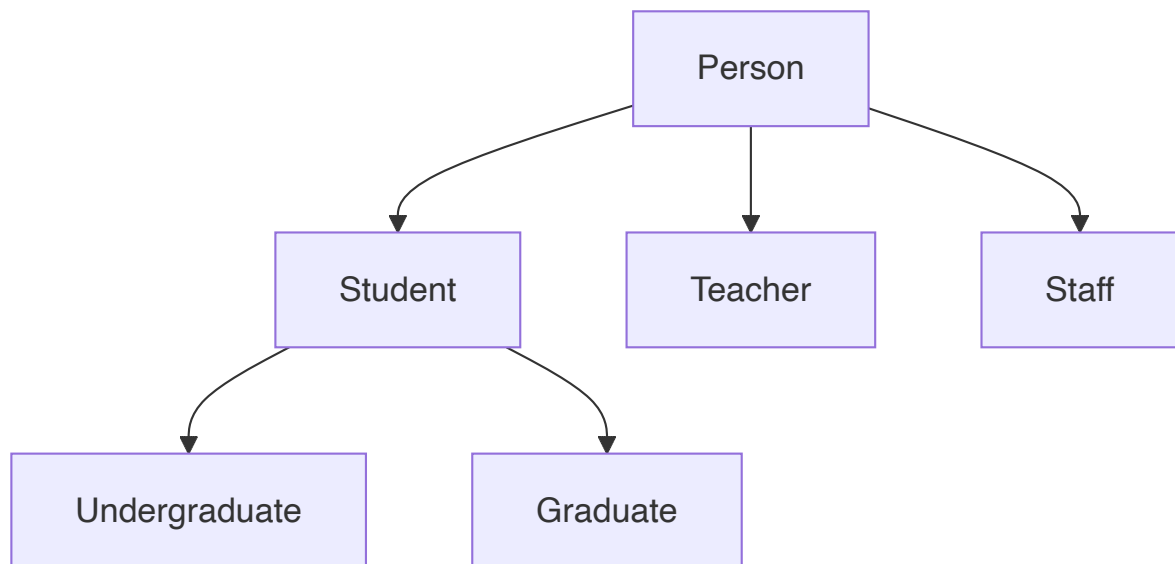 Person
Student
Teacher
Staff
Undergraduate
Graduate